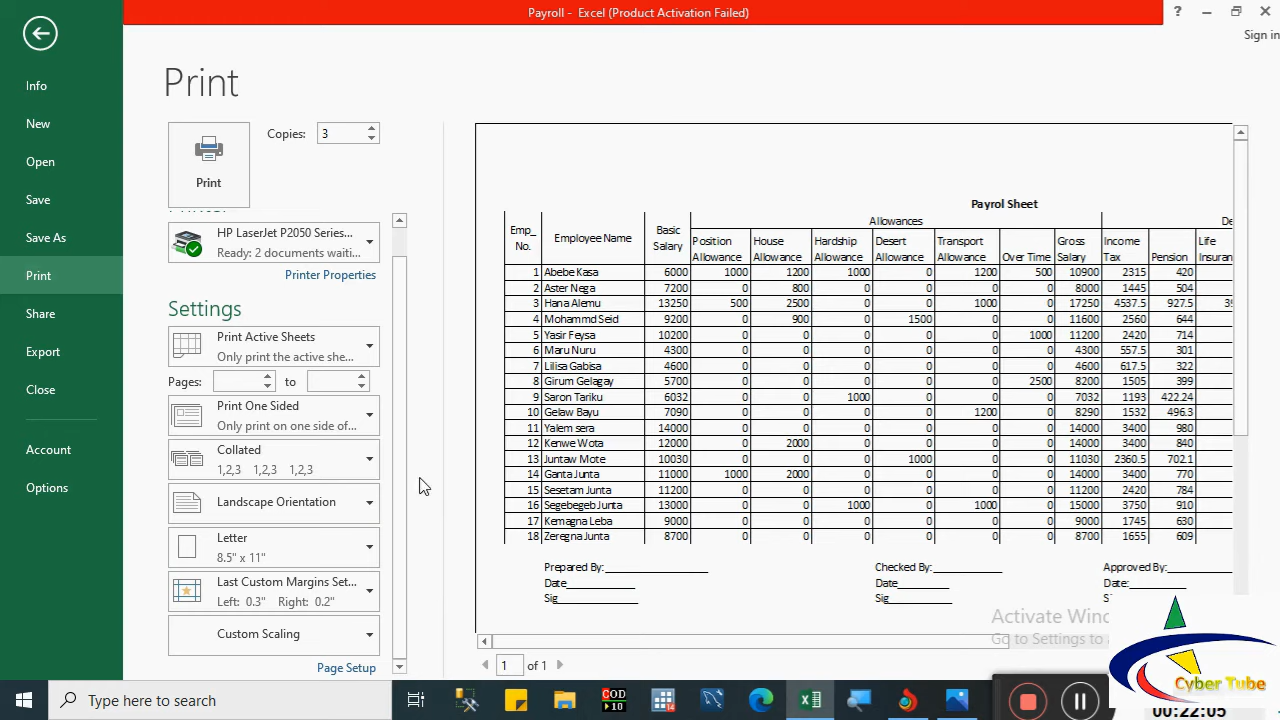 Payroll - Excel (Product Activation Failed)
?
Sign in
Info
New
Open
Save
Save As
Print
Share
Export
Close
Account
Options
Print
Print
Copies: 3
HP LaserJet P2050 Series...
Ready: 2 documents waiti...
Printer Properties
Settings
Print Active Sheets
Only print the active she...
Pages: to
Print One Sided
Only print on one side of...
Collated
1,2,3 1,2,3 1,2,3
Landscape Orientation
Letter
8.5" x 11"
Last Custom Margins Set...
Left: 0.3" Right: 0.2"
Custom Scaling
Page Setup
Payrol Sheet
Allowances De
Emp_ No. Employee Name Basic Salary Position Allowance House Allowance Hardship Allowance Desert Allowance Transport Allowance Over Time Gross Salary Income Tax Pension Life Insuran
1 Abebe Kasa 6000 1000 1200 1000 0 1200 500 10900 2315 420
2 Aster Nega 7200 0 800 0 0 0 0 8000 1445 504
3 Hana Alemu 13250 500 2500 0 0 1000 0 17250 4537.5 927.5
4 Mohammd Seid 9200 0 900 0 1500 0 0 11600 2560 644
5 Yasir Feysa 10200 0 0 0 0 0 1000 11200 2420 714
6 Maru Nuru 4300 0 0 0 0 0 0 4300 557.5 301
7 Lilisa Gabisa 4600 0 0 0 0 0 0 4600 617.5 322
8 Girum Gelagay 5700 0 0 0 0 0 2500 8200 1505 399
9 Saron Tariku 6032 0 0 1000 0 0 0 7032 1193 422.24
10 Gelaw Bayu 7090 0 0 0 0 1200 0 8290 1532 496.3
11 Yalem sera 14000 0 0 0 0 0 0 14000 3400 980
12 Kenwe Wota 12000 0 2000 0 0 0 0 14000 3400 840
13 Juntaw Mote 10030 0 0 0 1000 0 0 11030 2360.5 702.1
14 Ganta Junta 11000 1000 2000 0 0 0 0 14000 3400 770
15 Sesetam Junta 11200 0 0 0 0 0 0 11200 2420 784
16 Segebegeb Junta 13000 0 0 1000 0 1000 0 15000 3750 910
17 Kemagna Leba 9000 0 0 0 0 0 0 9000 1745 630
18 Zeregna Junta 8700 0 0 0 0 0 0 8700 1655 609
Prepared By:__________ Checked By:__________ Approved By:__________
Date__________ Date__________ Date:__________
Sig__________ Sig__________
Activate Wind
Go to Settings to
1 of 1
Cyber Tube
Type here to search
COD
10
14
00:22:05